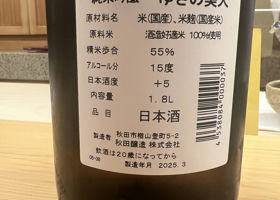 純米吟醸 ゆきの美人
原材料名 米(国産)、米麹(国産米)
原料米 酒造好適米 100%使用
精米歩合 55%
アルコール分 15度
日本酒度 +5
内容量 1.8L
品目 日本酒
製造者 秋田市楢山登町5-2
秋田醸造 株式会社
飲酒は20歳になってから
製造年月 2025.3
4538084000037